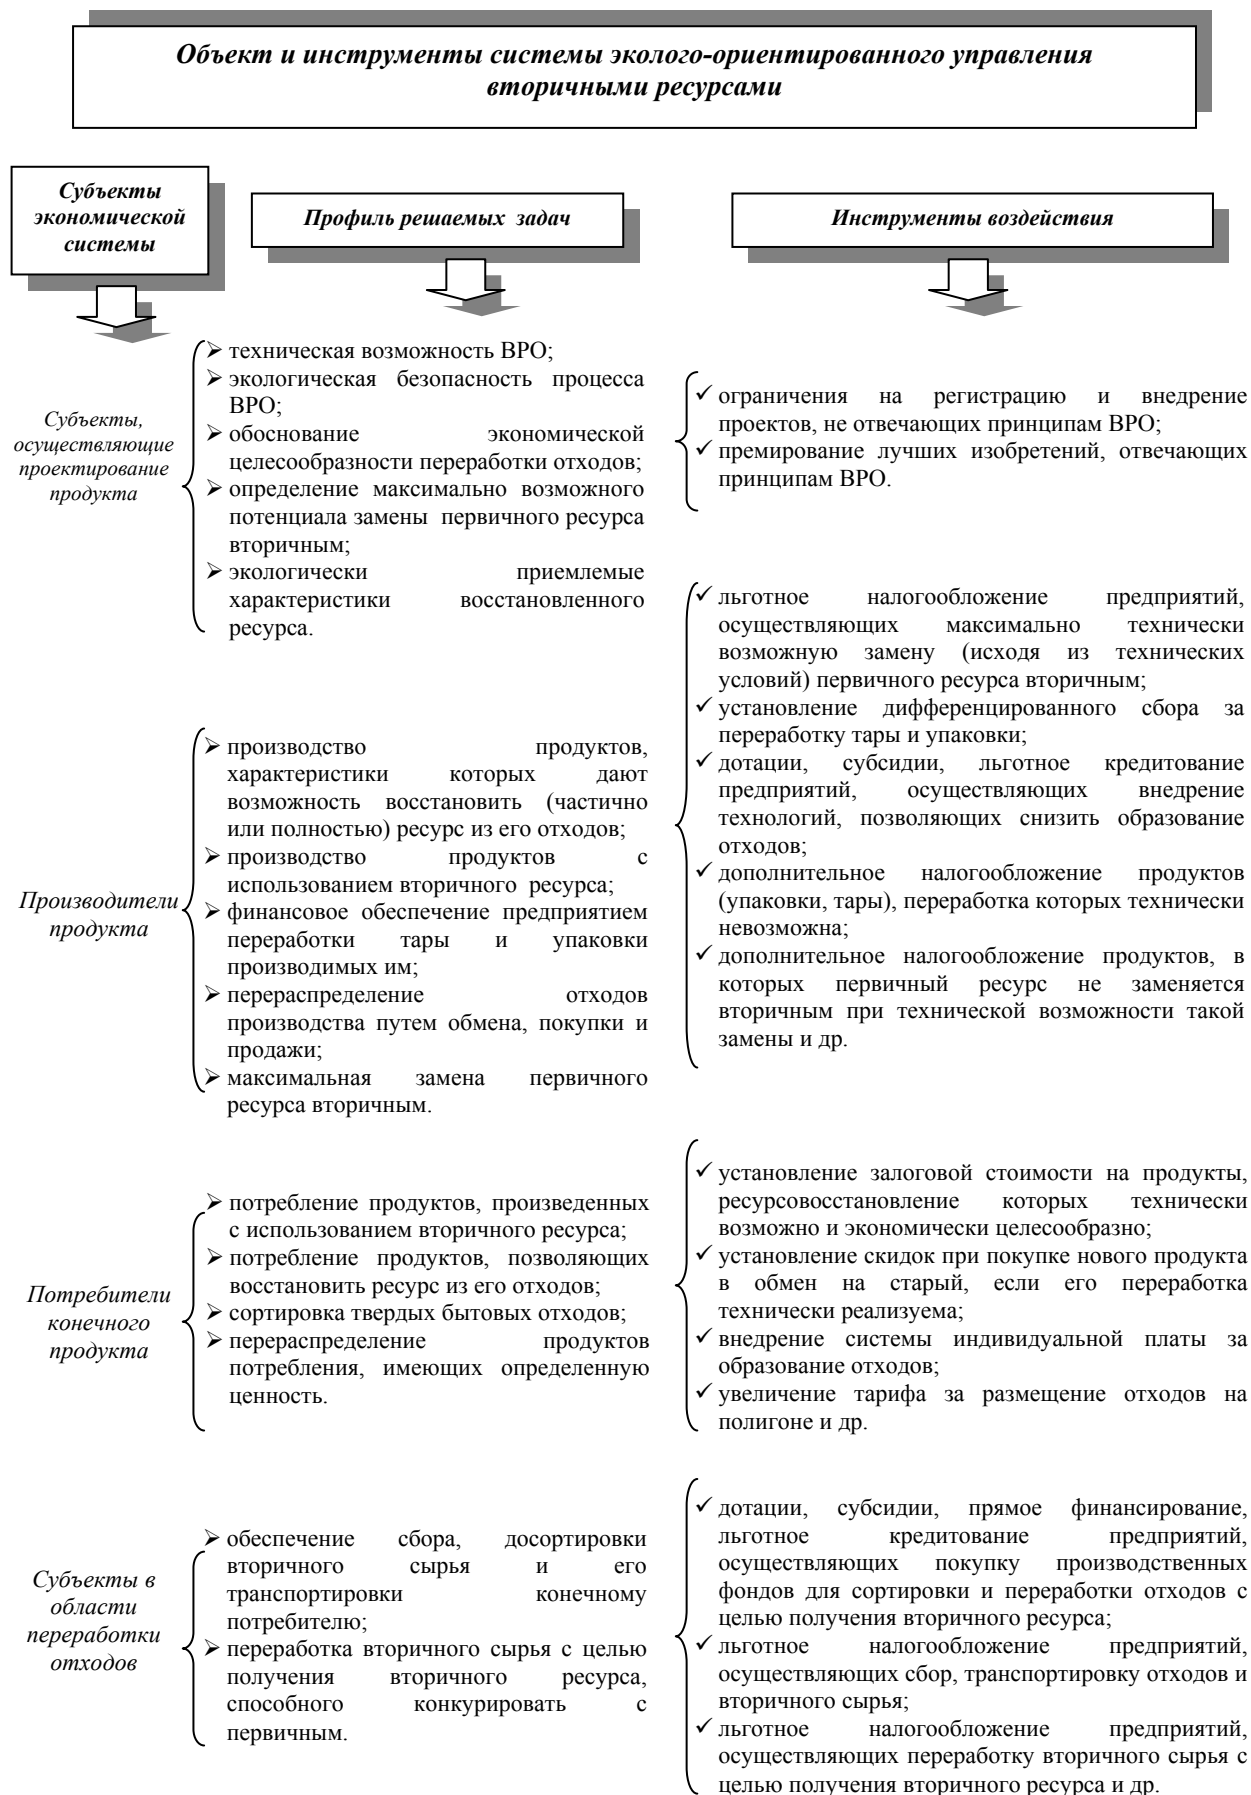 Объект и инструменты системы эколого-ориентированного управления
вторичными ресурсами
Субъекты
экономической
системы
Профиль решаемых задач
Инструменты воздействия
Субъекты,
осуществляющие
проектирование
продукта
➢ техническая возможность ВРО;
➢ экологическая безопасность процесса
ВРО;
➢ обоснование экономической
целесообразности переработки отходов;
➢ определение максимально возможного
потенциала замены первичного ресурса
вторичным;
➢ экологически приемлемые
характеристики восстановленного
ресурса.
✓ ограничения на регистрацию и внедрение
проектов, не отвечающих принципам ВРО;
✓ премирование лучших изобретений, отвечающих
принципам ВРО.
Производители
продукта
➢ производство продуктов,
характеристики которых дают
возможность восстановить (частично
или полностью) ресурс из его отходов;
➢ производство продуктов с
использованием вторичного ресурса;
➢ финансовое обеспечение предприятием
переработки тары и упаковки
производимых им;
➢ перераспределение отходов
производства путем обмена, покупки и
продажи;
➢ максимальная замена первичного
ресурса вторичным.
✓ льготное налогообложение предприятий,
осуществляющих максимально технически
возможную замену (исходя из технических
условий) первичного ресурса вторичным;
✓ установление дифференцированного сбора за
переработку тары и упаковки;
✓ дотации, субсидии, льготное кредитование
предприятий, осуществляющих внедрение
технологий, позволяющих снизить образование
отходов;
✓ дополнительное налогообложение продуктов
(упаковки, тары), переработка которых технически
невозможна;
✓ дополнительное налогообложение продуктов, в
которых первичный ресурс не заменяется
вторичным при технической возможности такой
замены и др.
Потребители
конечного
продукта
➢ потребление продуктов, произведенных
с использованием вторичного ресурса;
➢ потребление продуктов, позволяющих
восстановить ресурс из его отходов;
➢ сортировка твердых бытовых отходов;
➢ перераспределение продуктов
потребления, имеющих определенную
ценность.
✓ установление залоговой стоимости на продукты,
ресурсовосстановление которых технически
возможно и экономически целесообразно;
✓ установление скидок при покупке нового продукта
в обмен на старый, если его переработка
технически реализуема;
✓ внедрение системы индивидуальной платы за
образование отходов;
✓ увеличение тарифа за размещение отходов на
полигоне и др.
Субъекты в
области
переработки
отходов
➢ обеспечение сбора, досортировки
вторичного сырья и его
транспортировки конечному
потребителю;
➢ переработка вторичного сырья с целью
получения вторичного ресурса,
способного конкурировать с
первичным.
✓ дотации, субсидии, прямое финансирование,
льготное кредитование предприятий,
осуществляющих покупку производственных
фондов для сортировки и переработки отходов с
целью получения вторичного ресурса;
✓ льготное налогообложение предприятий,
осуществляющих сбор, транспортировку отходов и
вторичного сырья;
✓ льготное налогообложение предприятий,
осуществляющих переработку вторичного сырья с
целью получения вторичного ресурса и др.